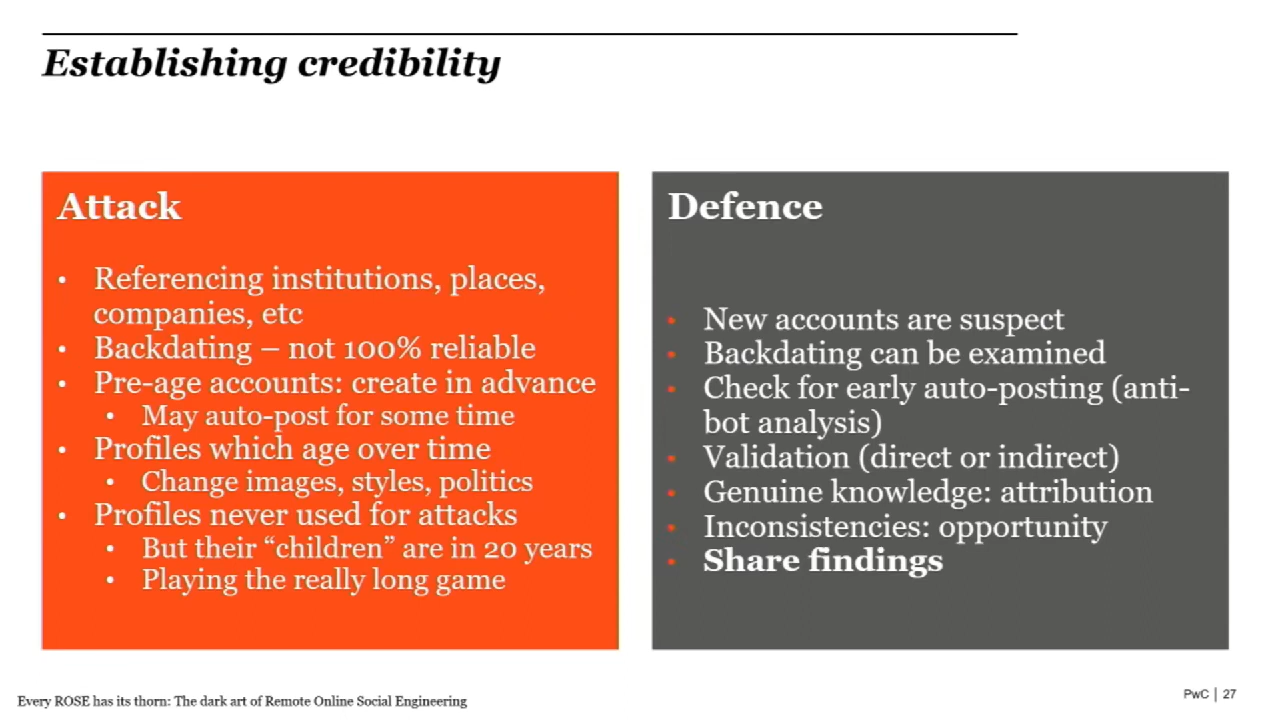 Establishing credibility
Attack
• Referencing institutions, places,
companies, etc
• Backdating – not 100% reliable
• Pre-age accounts: create in advance
• May auto-post for some time
• Profiles which age over time
• Change images, styles, politics
• Profiles never used for attacks
• But their “children” are in 20 years
• Playing the really long game
Defence
• New accounts are suspect
• Backdating can be examined
• Check for early auto-posting (anti-
bot analysis)
• Validation (direct or indirect)
• Genuine knowledge: attribution
• Inconsistencies: opportunity
• Share findings
Every ROSE has its thorn: The dark art of Remote Online Social Engineering
PwC | 27